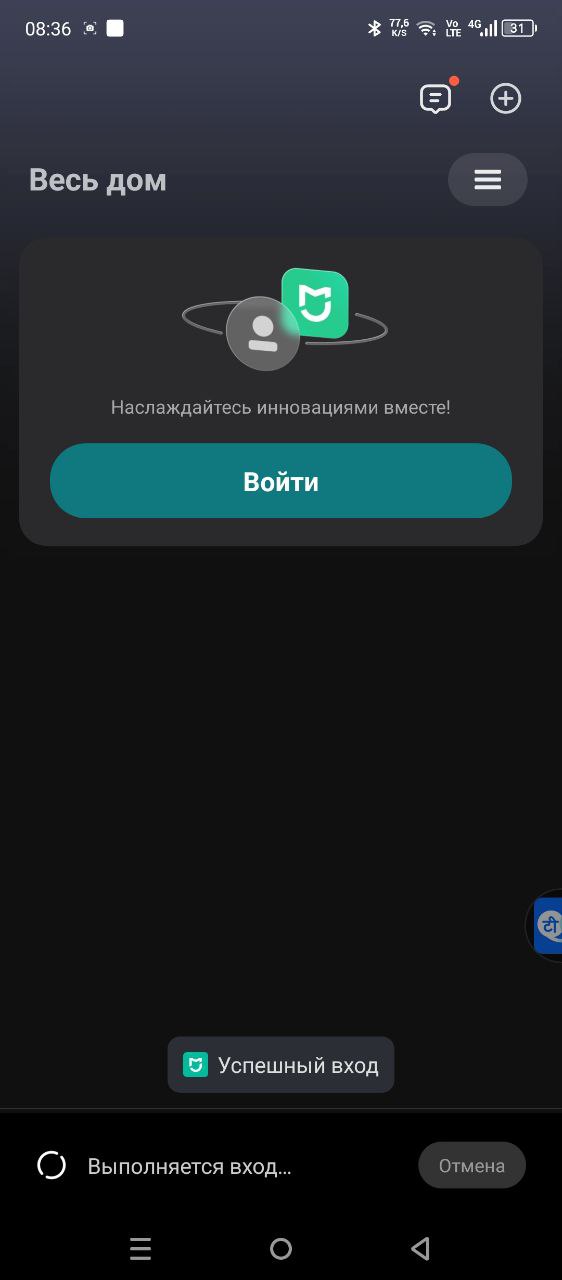 08:36
77,6
K/S
Vo
LTE
4G
31
Весь дом
Наслаждайтесь инновациями вместе!
Войти
टी
Успешный вход
Выполняется вход...
Отмена